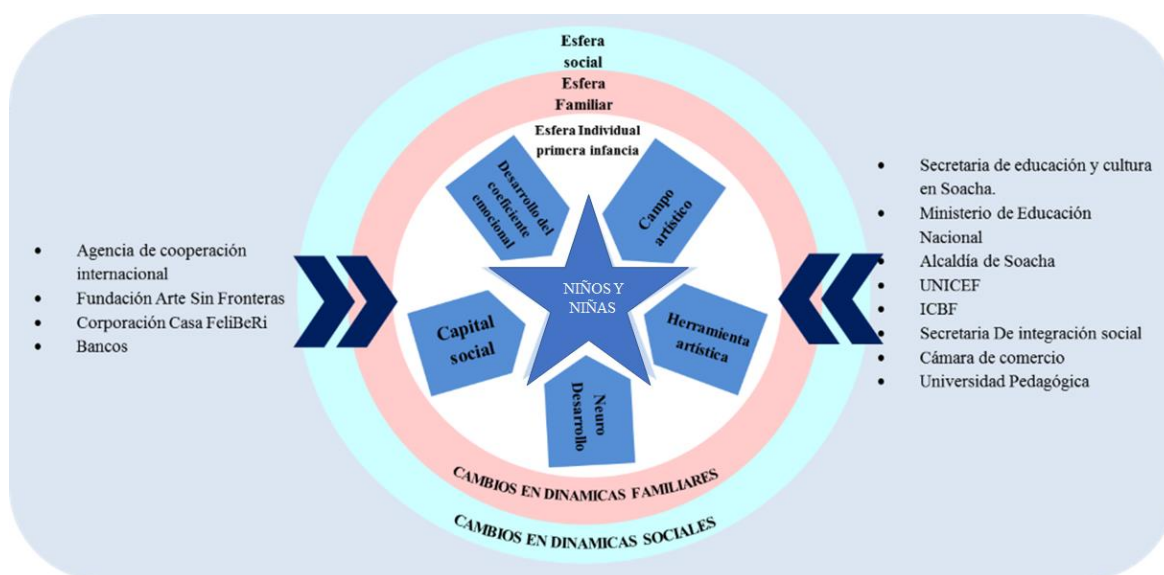 Esfera
social
Esfera
Familiar
Esfera Individual
primera infancia
Desarrollo del
coeficiente
emocional
Campo
artístico
NIÑOS Y
NIÑAS
Capital
social
Herramienta
artística
Neuro
Desarrollo
CAMBIOS EN DINAMICAS FAMILIARES
CAMBIOS EN DINAMICAS SOCIALES
• Agencia de cooperación
internacional
• Fundación Arte Sin Fronteras
• Corporación Casa FeliBeRi
• Bancos
• Secretaria de educación y cultura
en Soacha.
• Ministerio de Educación
Nacional
• Alcaldía de Soacha
• UNICEF
• ICBF
• Secretaria De integración social
• Cámara de comercio
• Universidad Pedagógica